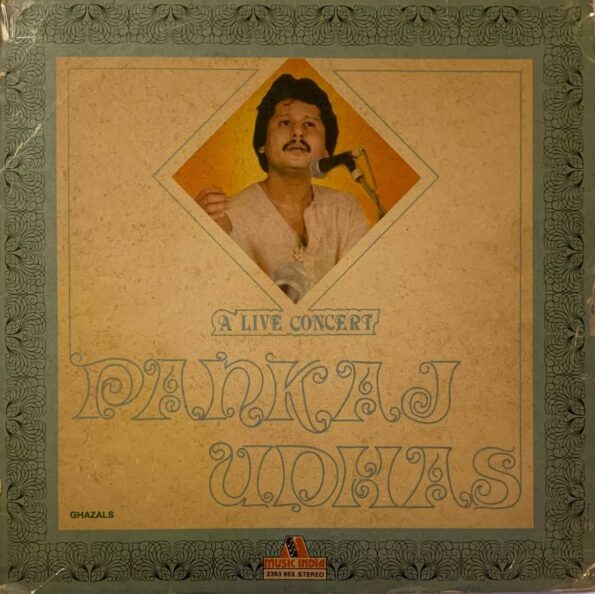 A LIVE CONCERT
PANKAJ
UDHAS
GHAZALS
MUSIC INDIA
2393 963 STEREO